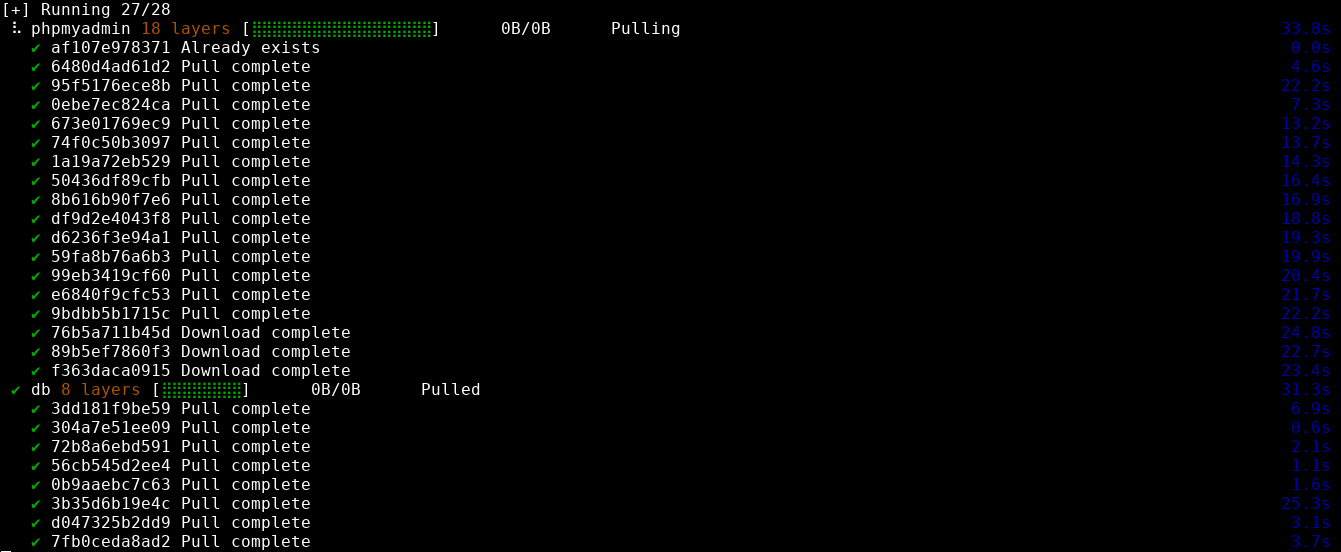 [+] Running 27/28
⠧ phpmyadmin 18 layers [⣿⣿⣿⣿⣿⣿⣿⣿⣿⣿⣿⣿⣿⣿⣿⣿⣿⣿] 0B/0B Pulling 33.8s
✔ af107e978371 Already exists 0.0s
✔ 6480d4ad61d2 Pull complete 4.6s
✔ 95f5176ece8b Pull complete 22.2s
✔ 0ebe7ec824ca Pull complete 7.3s
✔ 673e01769ec9 Pull complete 13.2s
✔ 74f0c50b3097 Pull complete 13.7s
✔ 1a19a72eb529 Pull complete 14.3s
✔ 50436df89cfb Pull complete 16.4s
✔ 8b616b90f7e6 Pull complete 16.9s
✔ df9d2e4043f8 Pull complete 18.8s
✔ d6236f3e94a1 Pull complete 19.3s
✔ 59fa8b76a6b3 Pull complete 19.9s
✔ 99eb3419cf60 Pull complete 20.4s
✔ e6840f9cfc53 Pull complete 21.7s
✔ 9bdbb5b1715c Pull complete 22.2s
✔ 76b5a711b45d Download complete 24.8s
✔ 89b5ef7860f3 Download complete 22.7s
✔ f363daca0915 Download complete 23.4s
✔ db 8 layers [⣿⣿⣿⣿⣿⣿⣿⣿] 0B/0B Pulled 31.3s
✔ 3dd181f9be59 Pull complete 6.9s
✔ 304a7e51ee09 Pull complete 0.6s
✔ 72b8a6ebd591 Pull complete 2.1s
✔ 56cb545d2ee4 Pull complete 1.1s
✔ 0b9aaebc7c63 Pull complete 1.6s
✔ 3b35d6b19e4c Pull complete 25.3s
✔ d047325b2dd9 Pull complete 3.1s
✔ 7fb0ceda8ad2 Pull complete 3.7s